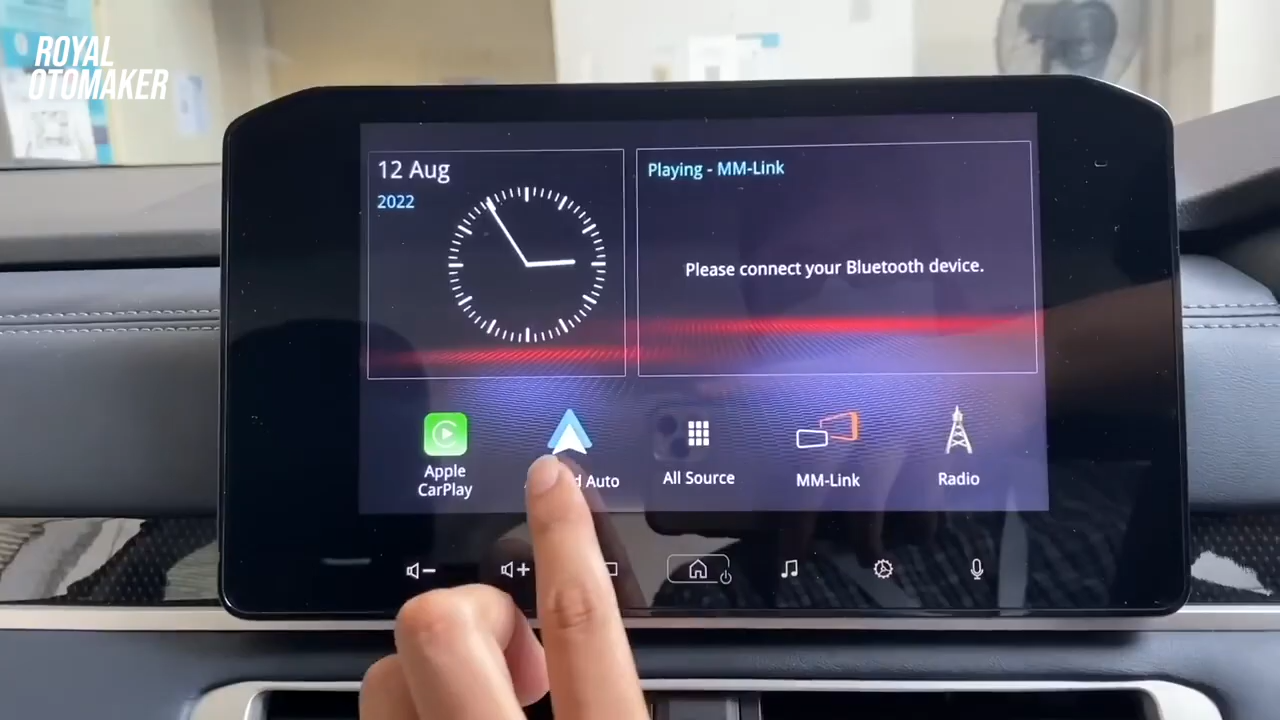 ROYAL
OTOMAKER
12 Aug
2022
Playing - MM-Link
Please connect your Bluetooth device.
Apple
CarPlay
Auto
All Source
MM-Link
Radio